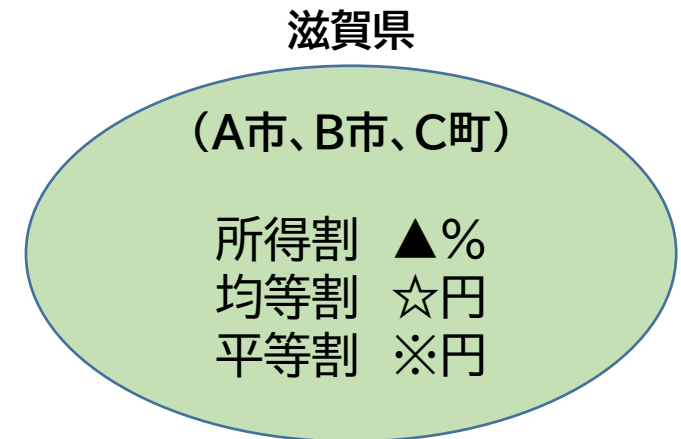 滋賀県
（A市、B市、C町）
所得割　▲%
均等割　☆円
平等割　※円